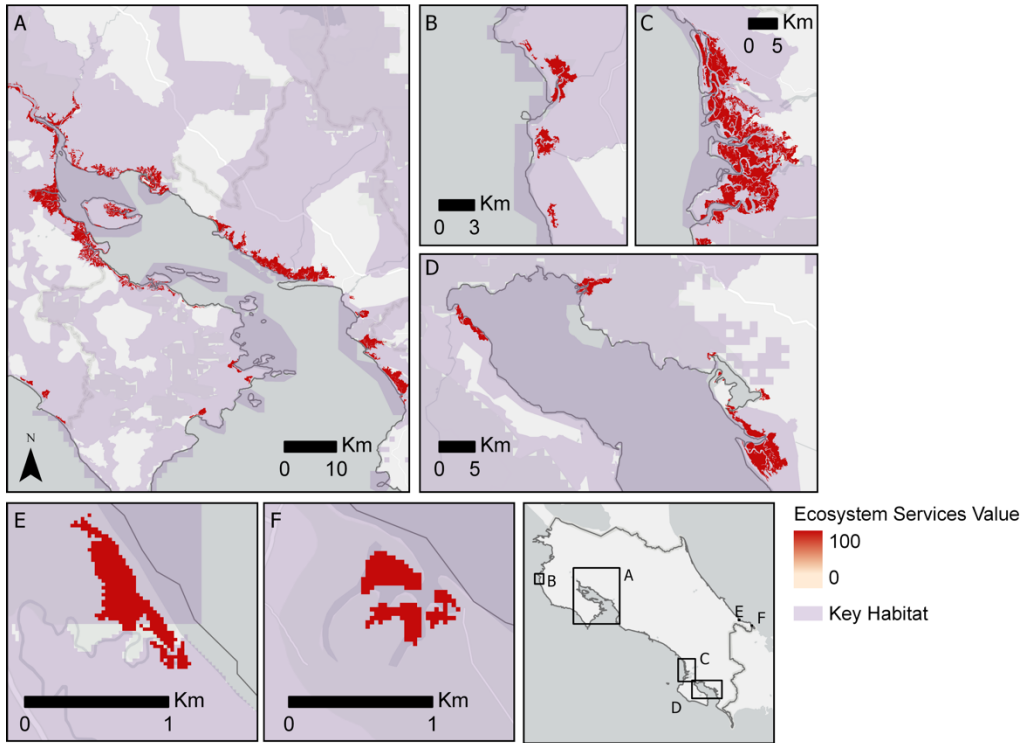 A
N
Km
0 10
B
Km
0 3
C
Km
0 5
D
Km
0 5
E
Km
0 1
F
Km
0 1
A
B
C
D
E
F
Ecosystem Services Value
100
0
Key Habitat